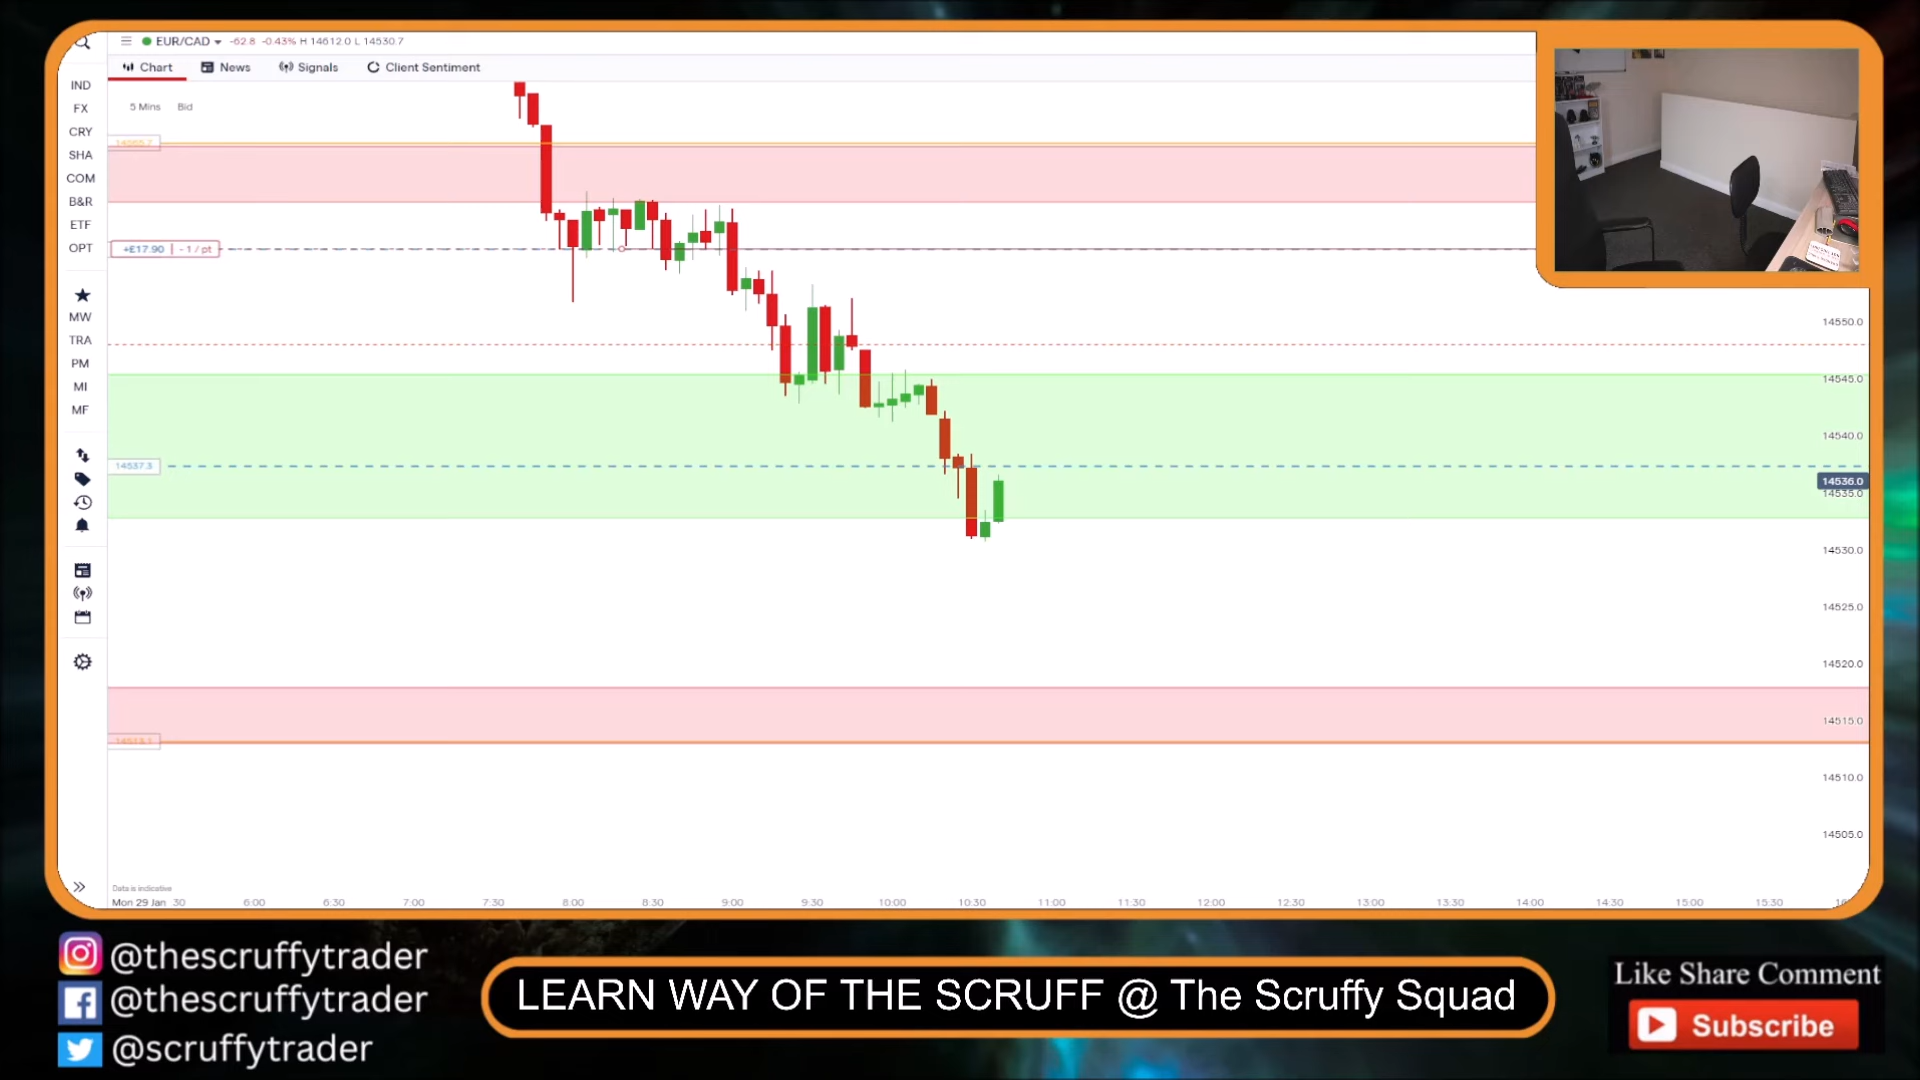 EUR/CAD -62.8 -0.43% H 14612.0 L 14530.7
Chart News Signals Client Sentiment
5 Mins Bid
IND
FX
CRY
SHA
COM
B&R
ETF
OPT
+£17.90 - 1 / pt
MW
TRA
PM
MI
MF
14537.3
14550.0
14545.0
14540.0
14536.0
14535.0
14530.0
14525.0
14520.0
14515.0
14510.0
14505.0
Data is indicative
Mon 29 Jan 30 6:00 6:30 7:00 7:30 8:00 8:30 9:00 9:30 10:00 10:30 11:00 11:30 12:00 12:30 13:00 13:30 14:00 14:30 15:00 15:30
@thescruffytrader
@thescruffytrader
@scruffytrader
LEARN WAY OF THE SCRUFF @ The Scruffy Squad
Like Share Comment
Subscribe